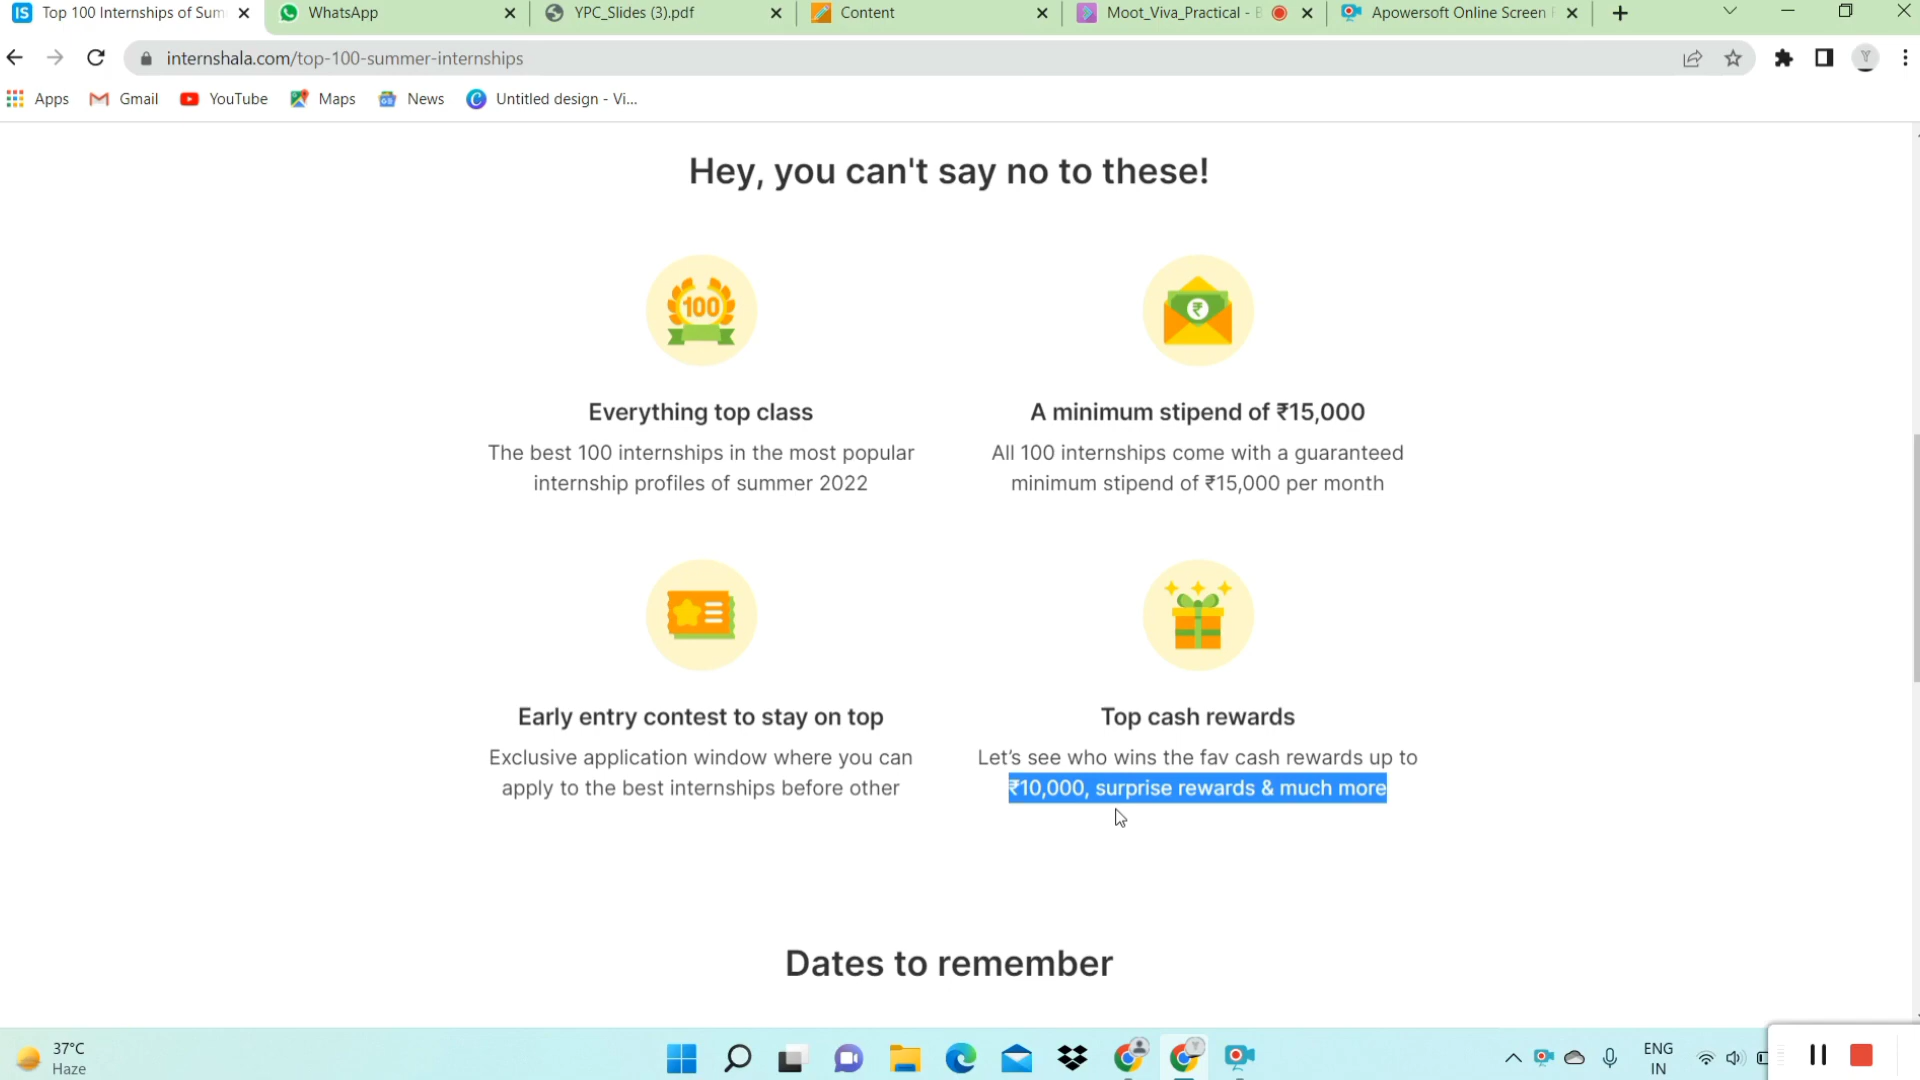 IS Top 100 Internships of Sum
WhatsApp
YPC_Slides (3).pdf
Content
Moot_Viva_Practical -
Apowersoft Online Screen
internshala.com/top-100-summer-internships
Y
Apps
Gmail
YouTube
Maps
News
Untitled design - Vi...
Hey, you can't say no to these!
100
₹
Everything top class
The best 100 internships in the most popular
internship profiles of summer 2022
A minimum stipend of ₹15,000
All 100 internships come with a guaranteed
minimum stipend of ₹15,000 per month
Early entry contest to stay on top
Exclusive application window where you can
apply to the best internships before other
Top cash rewards
Let's see who wins the fav cash rewards up to
₹10,000, surprise rewards & much more
Dates to remember
37°C
Haze
ENG
IN